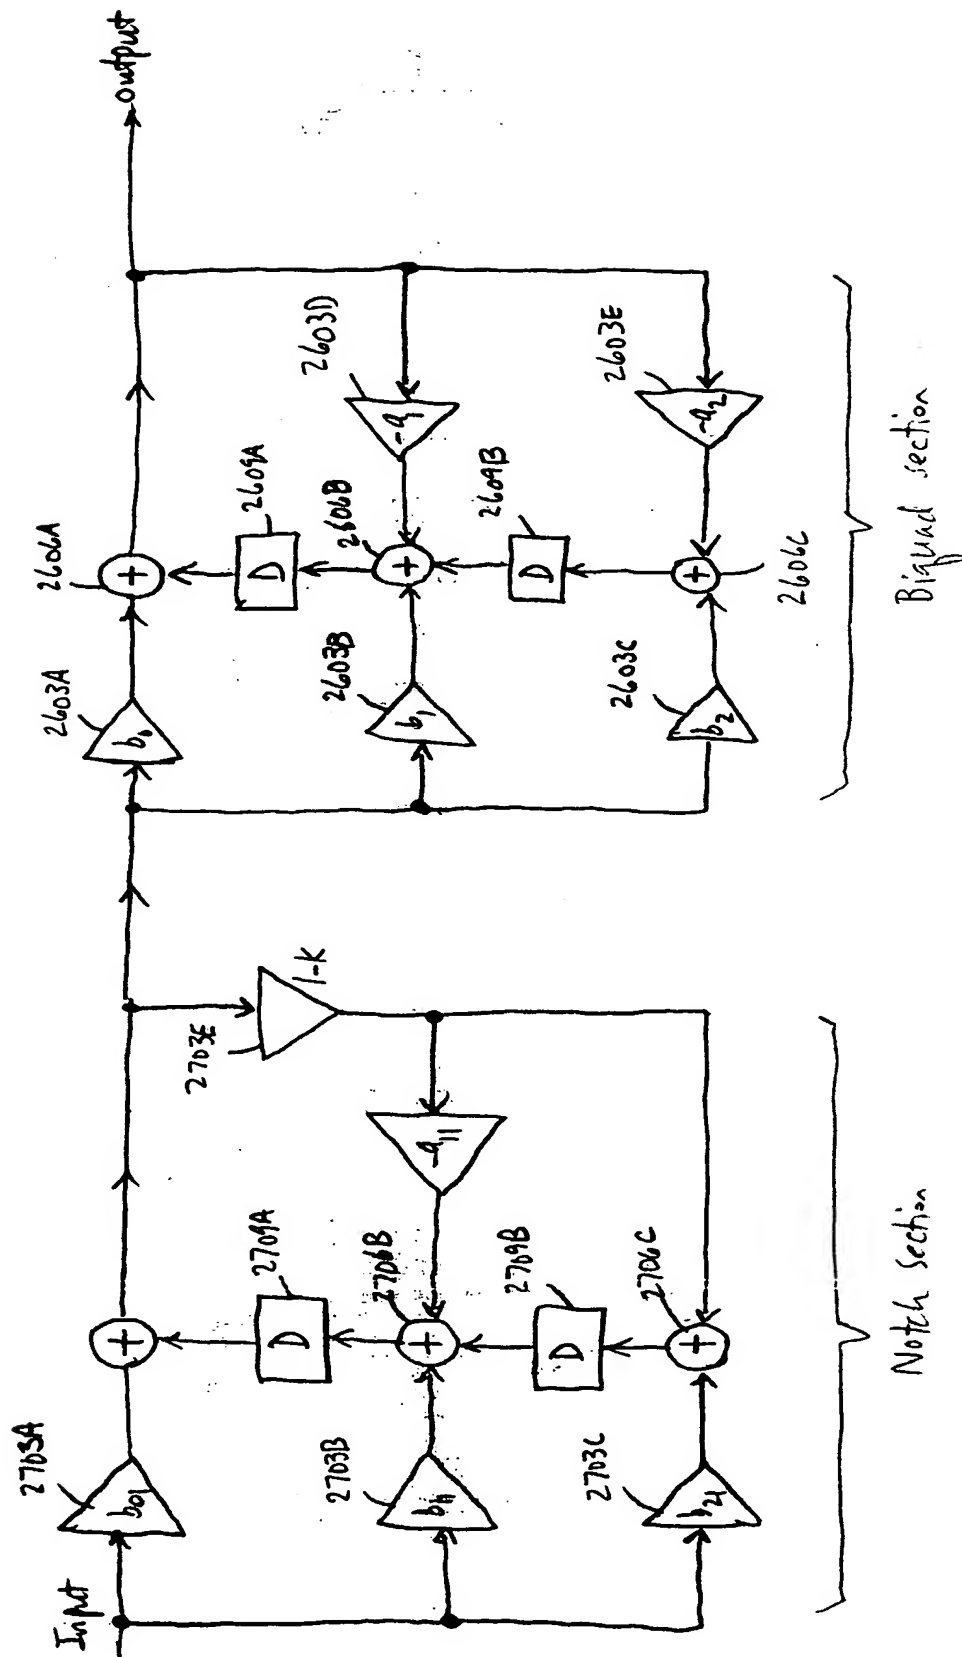 Input
2703A
b01
2703B
b11
2703C
b21
+
2709A
D
2706B
+
2709B
D
2706C
+
-a11
2703E
1-K
Notch section
2603A
b0
2603B
b1
2603C
b2
2606A
+
2609A
D
2606B
+
2609B
D
2606C
+
2603D
-a1
2603E
-a2
output
Biquad section